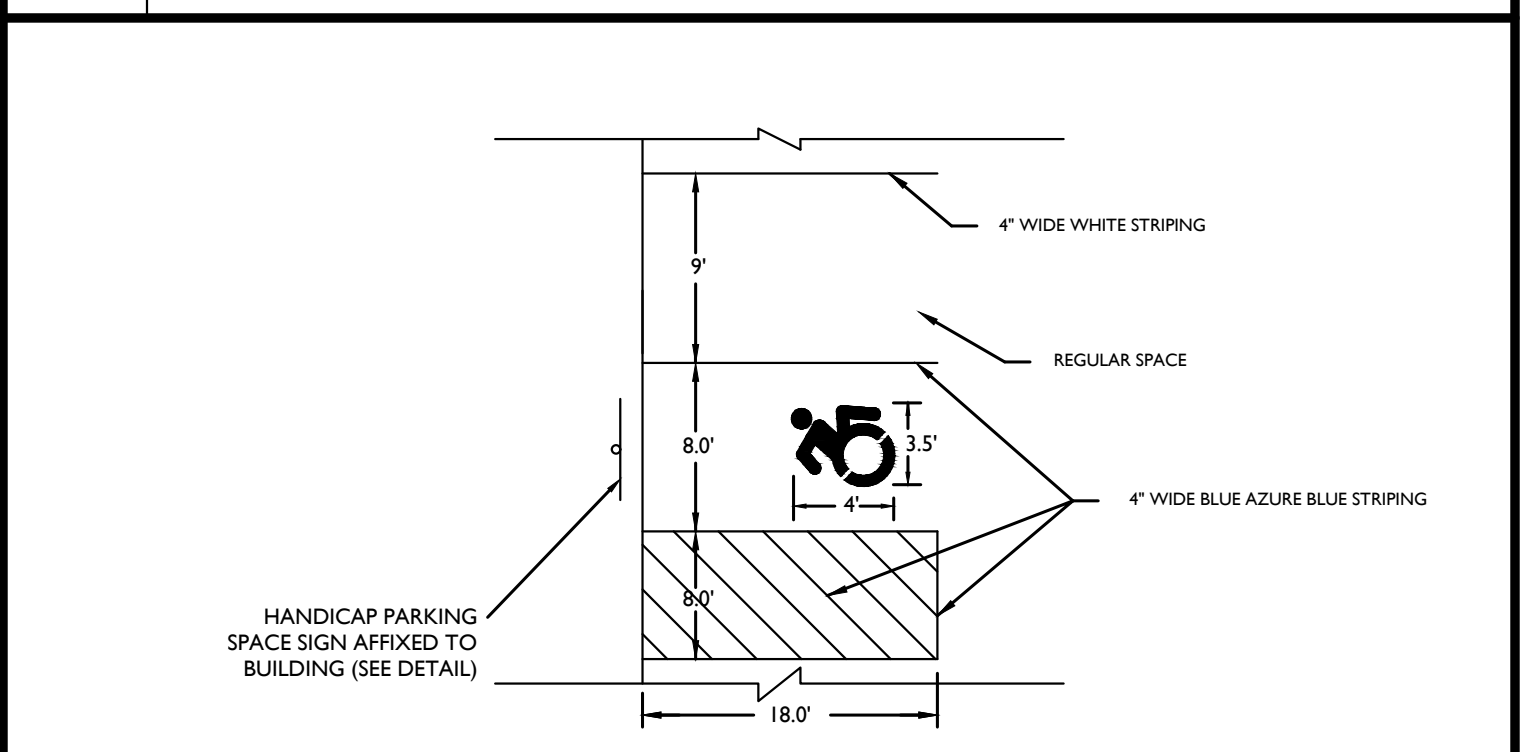 4" WIDE WHITE STRIPING
9'
REGULAR SPACE
8.0'
3.5'
4'
4" WIDE BLUE AZURE BLUE STRIPING
8.0'
HANDICAP PARKING
SPACE SIGN AFFIXED TO
BUILDING (SEE DETAIL)
18.0'